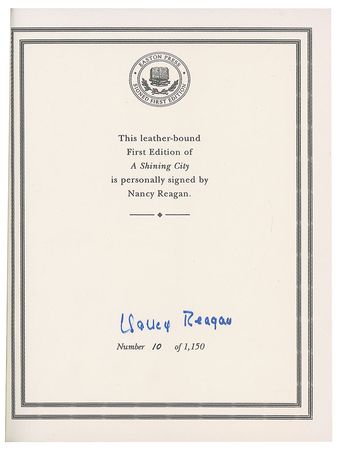 EASTON PRESS
SIGNED FIRST EDITION
This leather-bound
First Edition of
A Shining City
is personally signed by
Nancy Reagan.
Nancy Reagan
Number 10 of 1,150